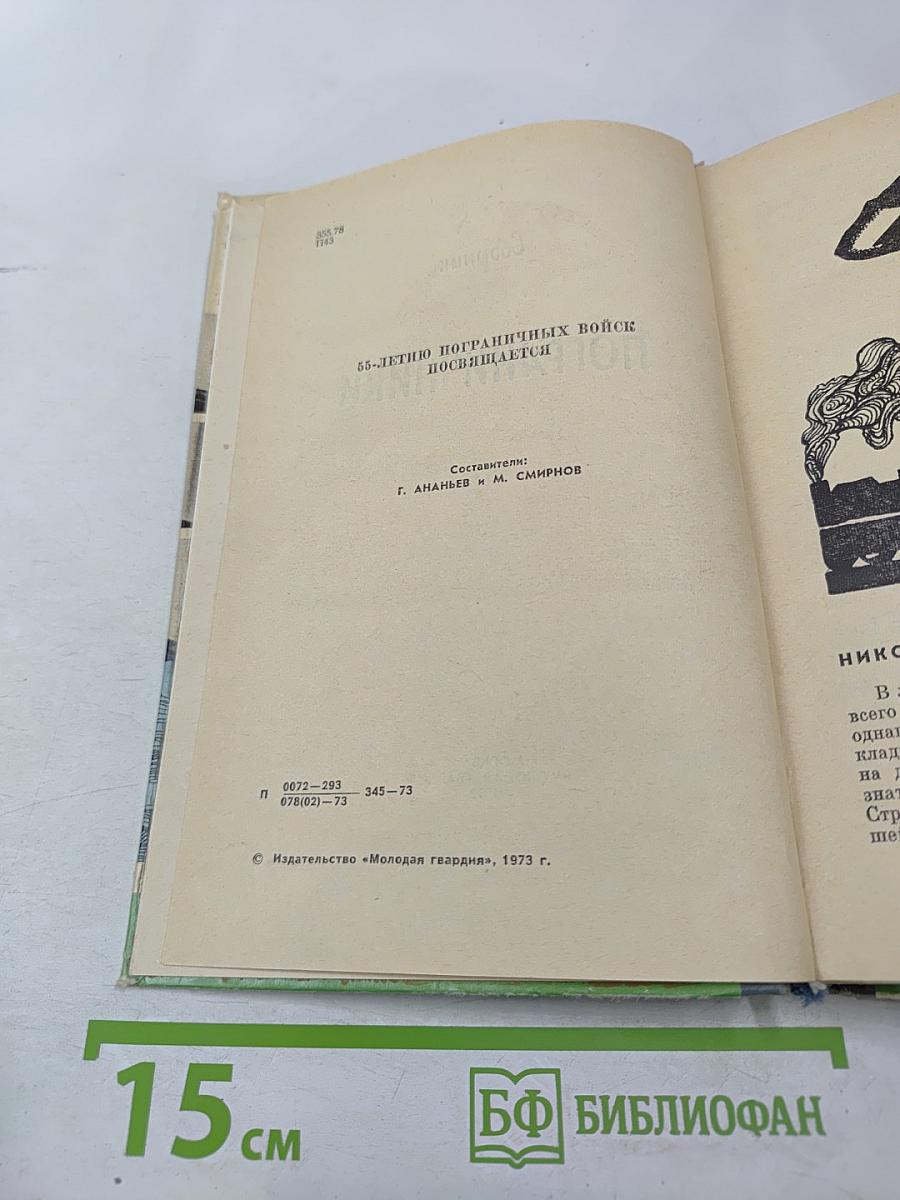 355.78
П43
55-ЛЕТИЮ ПОГРАНИЧНЫХ ВОЙСК
ПОСВЯЩАЕТСЯ
Составители:
Г. АНАНЬЕВ и М. СМИРНОВ
П 0072—293 345—73
078(02)—73
© Издательство «Молодая гвардия», 1973 г.
НИКО
В
всего
однак
клад
на д
знат
Стр
шей
15 см
БФ БИБЛИОФАН